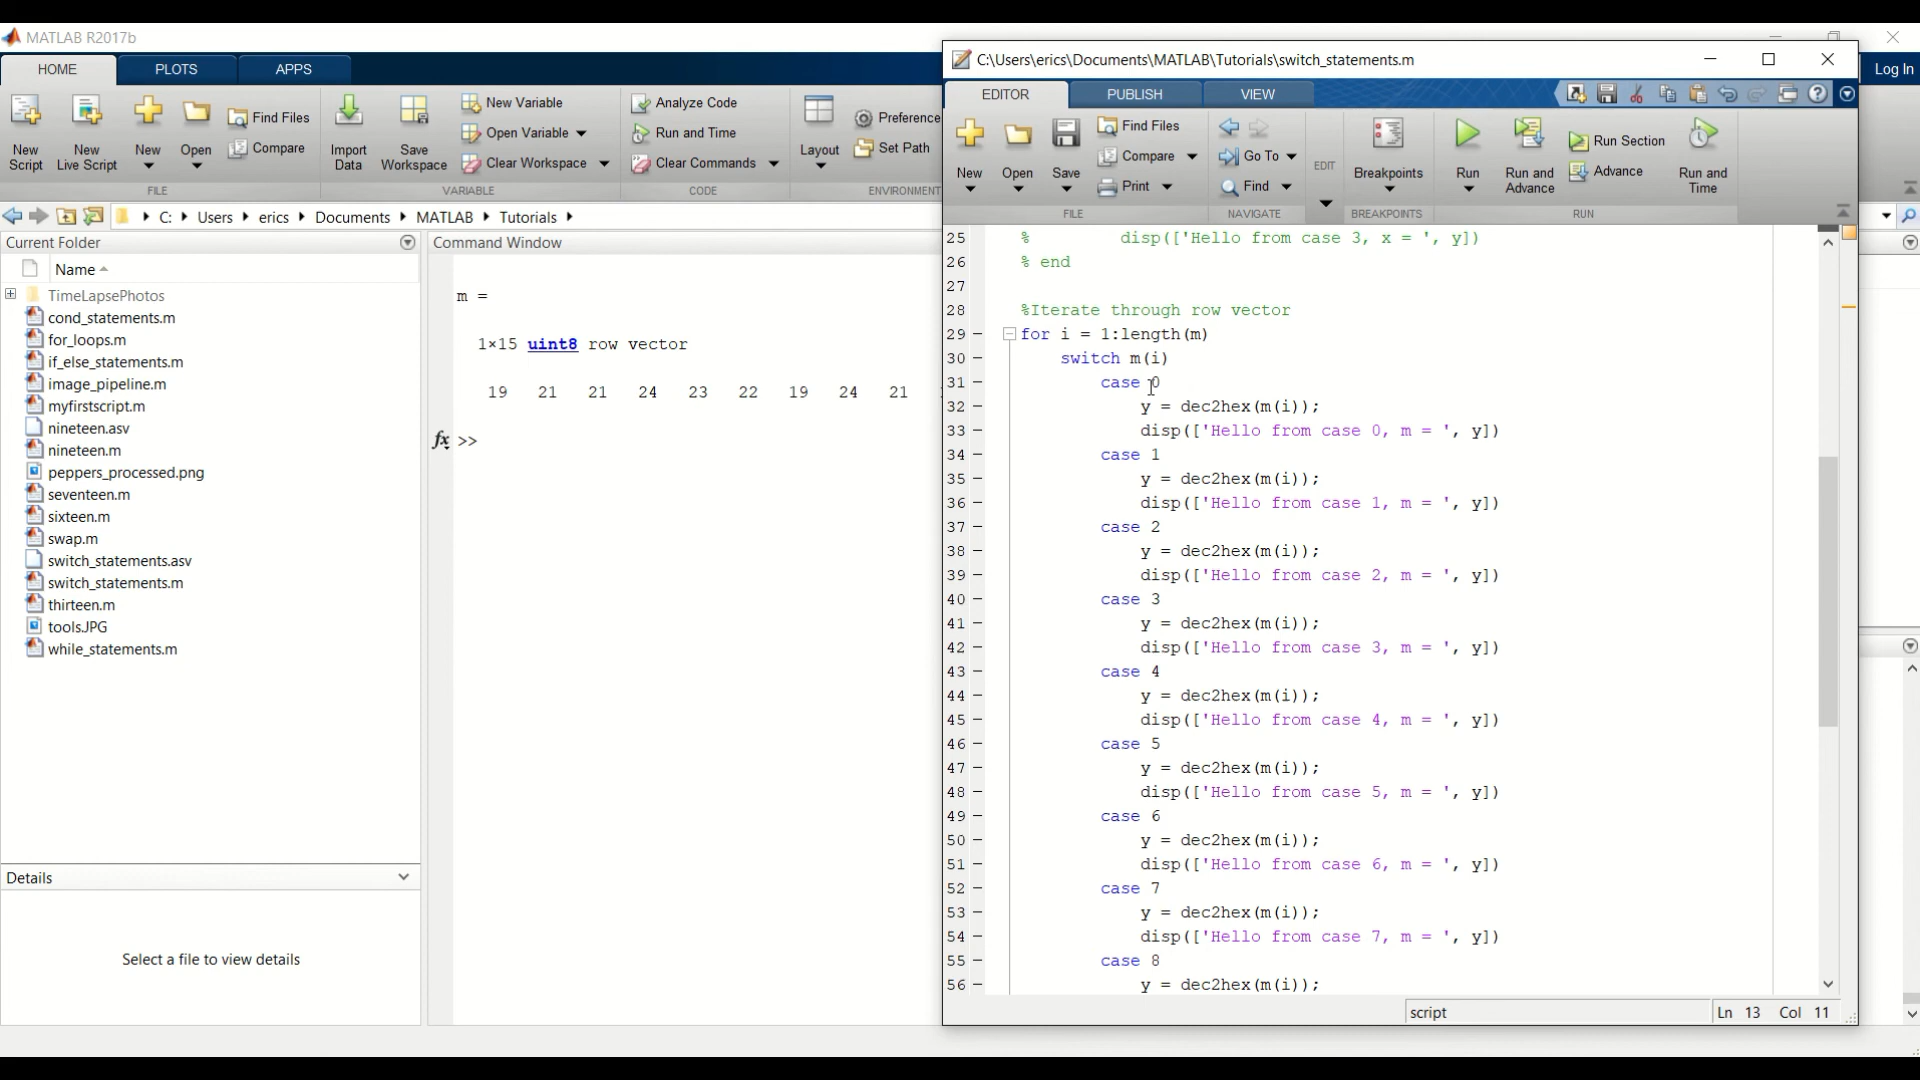 MATLAB R2017b
HOME PLOTS APPS
New Script
New Live Script
New
Open
Find Files
Compare
FILE
Import Data
Save Workspace
New Variable
Open Variable
Clear Workspace
VARIABLE
Analyze Code
Run and Time
Clear Commands
CODE
Layout
Preference
Set Path
ENVIRONMENT
Log In
C: Users erics Documents MATLAB Tutorials
Current Folder
Name
TimeLapsePhotos
cond_statements.m
for_loops.m
if_else_statements.m
image_pipeline.m
myfirstscript.m
nineteen.asv
nineteen.m
peppers_processed.png
seventeen.m
sixteen.m
swap.m
switch_statements.asv
switch_statements.m
thirteen.m
tools.JPG
while_statements.m
Details
Select a file to view details
Command Window
m =
1×15 uint8 row vector
19 21 21 24 23 22 19 24 21
fx >>
C:\Users\erics\Documents\MATLAB\Tutorials\switch_statements.m
EDITOR PUBLISH VIEW
New
Open
Save
Find Files
Compare
Print
FILE
Go To
Find
NAVIGATE
EDIT
Breakpoints
BREAKPOINTS
Run
Run and Advance
Run Section
Advance
Run and Time
RUN
25 % disp(['Hello from case 3, x = ', y])
26 % end
27
28 %Iterate through row vector
29 – for i = 1:length(m)
30 – switch m(i)
31 – case 0
32 – y = dec2hex(m(i));
33 – disp(['Hello from case 0, m = ', y])
34 – case 1
35 – y = dec2hex(m(i));
36 – disp(['Hello from case 1, m = ', y])
37 – case 2
38 – y = dec2hex(m(i));
39 – disp(['Hello from case 2, m = ', y])
40 – case 3
41 – y = dec2hex(m(i));
42 – disp(['Hello from case 3, m = ', y])
43 – case 4
44 – y = dec2hex(m(i));
45 – disp(['Hello from case 4, m = ', y])
46 – case 5
47 – y = dec2hex(m(i));
48 – disp(['Hello from case 5, m = ', y])
49 – case 6
50 – y = dec2hex(m(i));
51 – disp(['Hello from case 6, m = ', y])
52 – case 7
53 – y = dec2hex(m(i));
54 – disp(['Hello from case 7, m = ', y])
55 – case 8
56 – y = dec2hex(m(i));
script
Ln 13 Col 11